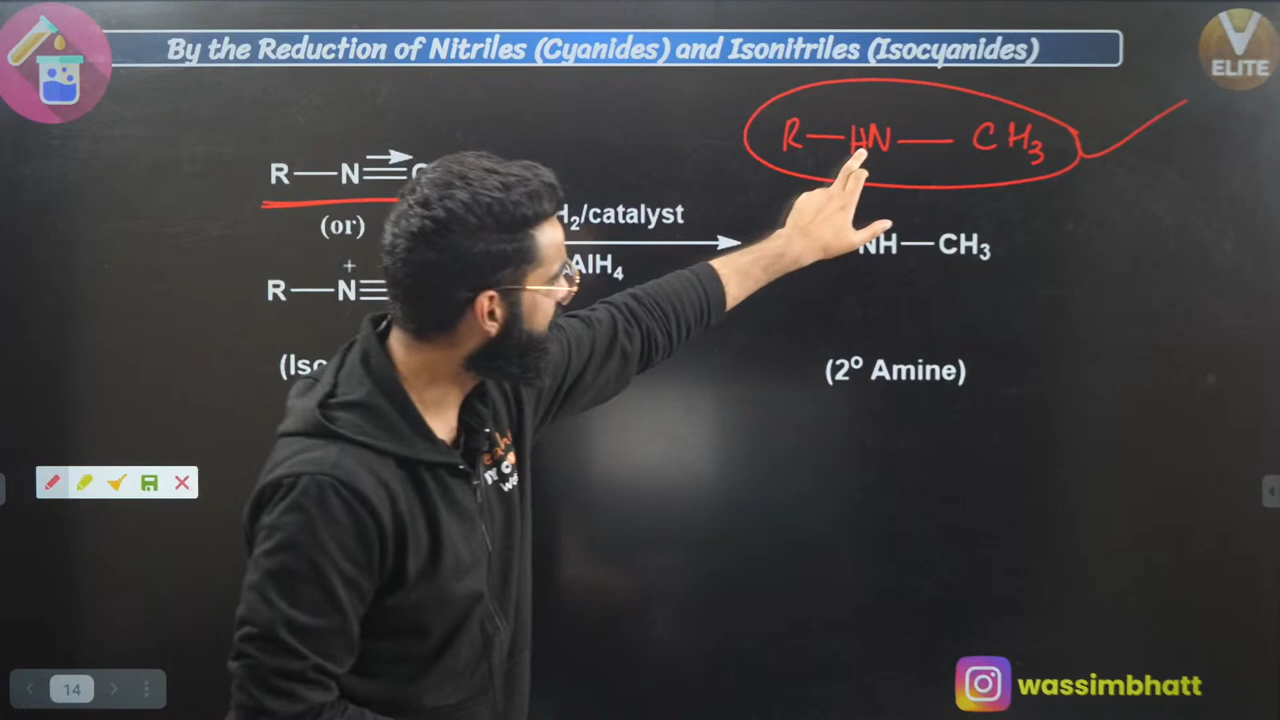 By the Reduction of Nitriles (Cyanides) and Isonitriles (Isocyanides)
V
ELITE
R—HN—CH₃
R—N
H₂/catalyst
(or)
AlH₄
NH—CH₃
+
R—N≡
(2° Amine)
14
wassimbhatt